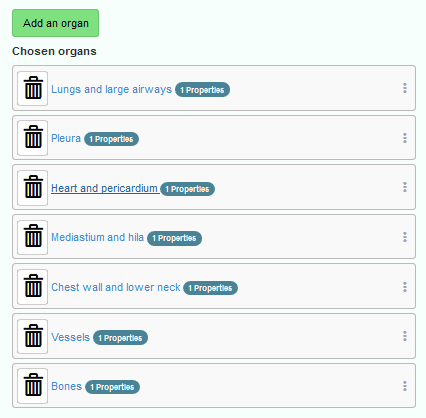 Add an organ
Chosen organs
Lungs and large airways 1 Properties
Pleura 1 Properties
Heart and pericardium 1 Properties
Mediastium and hila 1 Properties
Chest wall and lower neck 1 Properties
Vessels 1 Properties
Bones 1 Properties